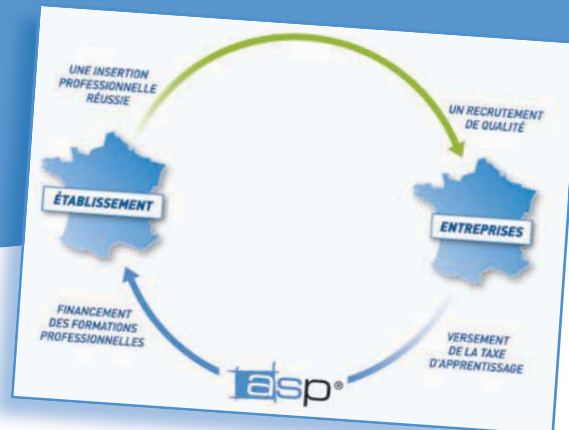 UNE INSERTION
PROFESSIONNELLE
RÉUSSIE
UN RECRUTEMENT
DE QUALITÉ
ÉTABLISSEMENT
ENTREPRISES
FINANCEMENT
DES FORMATIONS
PROFESSIONNELLES
VERSEMENT
DE LA TAXE
D'APPRENTISSAGE
asp®